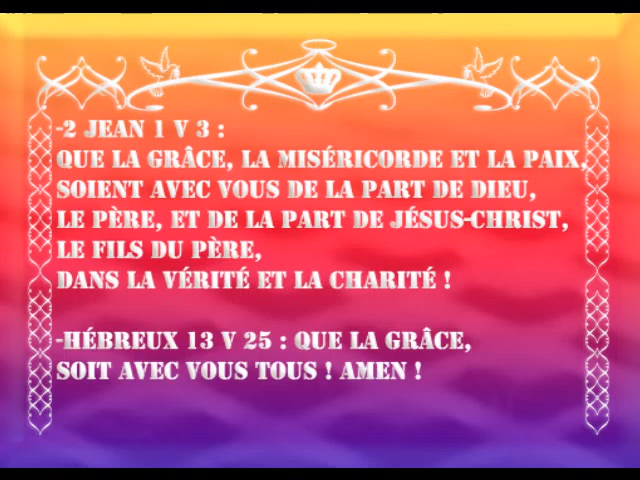 -2 JEAN 1 V 3 :
QUE LA GRÂCE, LA MISÉRICORDE ET LA PAIX,
SOIENT AVEC VOUS DE LA PART DE DIEU,
LE PÈRE, ET DE LA PART DE JÉSUS-CHRIST,
LE FILS DU PÈRE,
DANS LA VÉRITÉ ET LA CHARITÉ !
-HÉBREUX 13 V 25 : QUE LA GRÂCE,
SOIT AVEC VOUS TOUS ! AMEN !